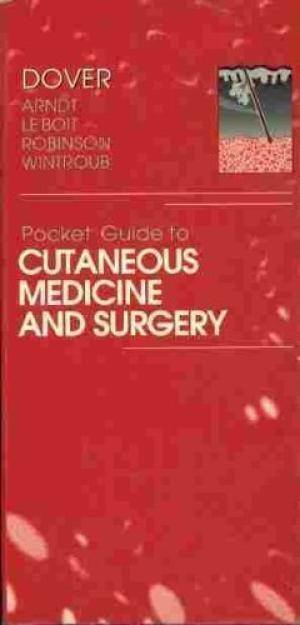 DOVER
ARNDT
LE BOIT
ROBINSON
WINTROUB
Pocket Guide to
CUTANEOUS
MEDICINE
AND SURGERY